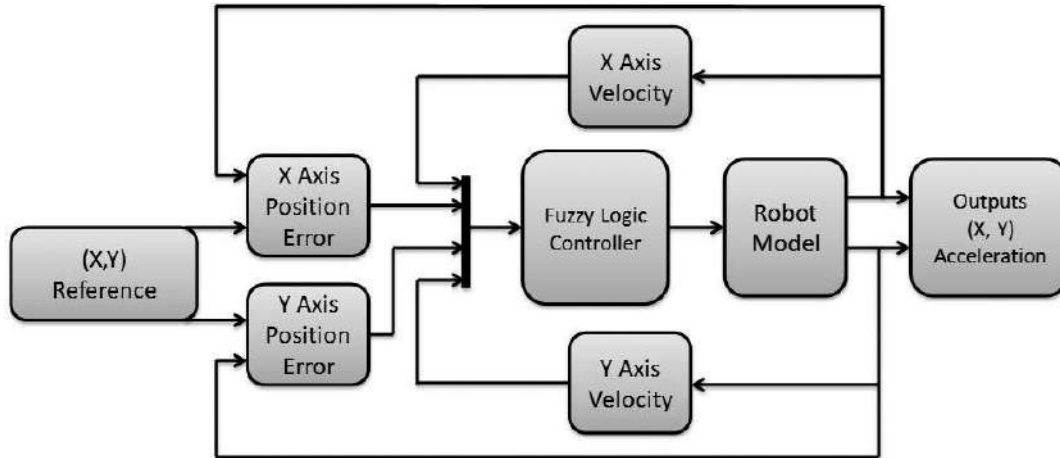 X Axis
Velocity
X Axis
Position
Error
Fuzzy Logic
Controller
Robot
Model
Outputs
(X, Y)
Acceleration
(X,Y)
Reference
Y Axis
Position
Error
Y Axis
Velocity